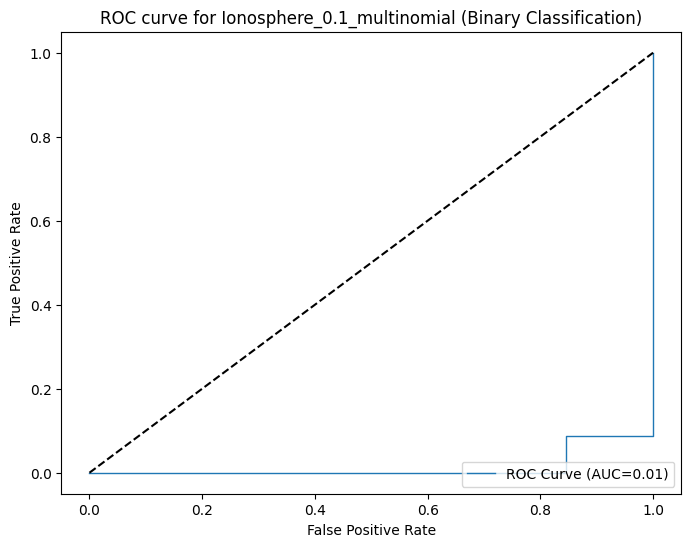 ROC curve for Ionosphere_0.1_multinomial (Binary Classification)
True Positive Rate
1.0
0.8
0.6
0.4
0.2
0.0
ROC Curve (AUC=0.01)
0.0 0.2 0.4 0.6 0.8 1.0
False Positive Rate